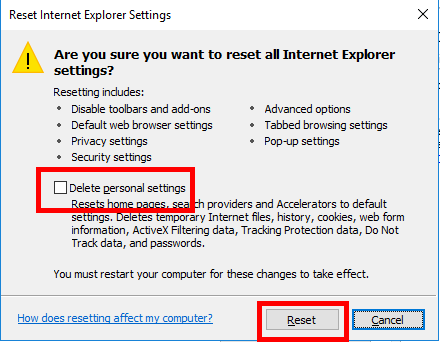 Reset Internet Explorer Settings
Are you sure you want to reset all Internet Explorer
settings?
Resetting includes:
• Disable toolbars and add-ons
• Default web browser settings
• Privacy settings
• Security settings
• Advanced options
• Tabbed browsing settings
• Pop-up settings
Delete personal settings
Resets home pages, search providers and Accelerators to default
settings. Deletes temporary Internet files, history, cookies, web form
information, ActiveX Filtering data, Tracking Protection data, Do Not
Track data, and passwords.
You must restart your computer for these changes to take effect.
How does resetting affect my computer?
Reset
Cancel